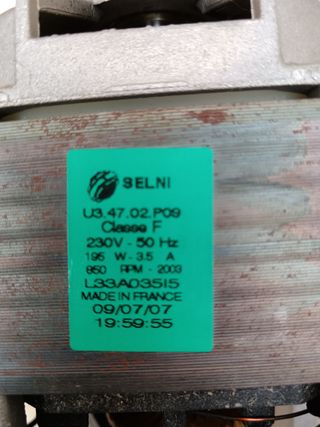 SELNI
U3.47.02.P09
Classe F
230V - 50 Hz
195 W - 3.5 A
850 RPM - 2003
L33A035I5
MADE IN FRANCE
09/07/07
19:59:55